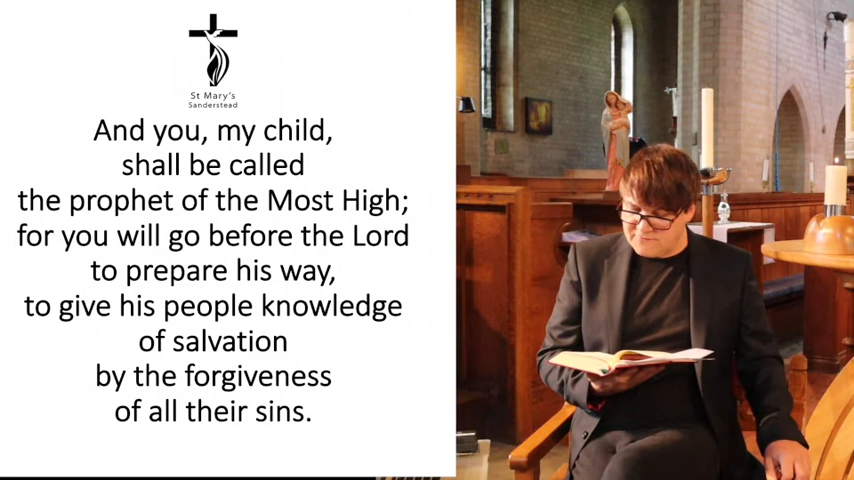 St Mary's
Sanderstead
And you, my child,
shall be called
the prophet of the Most High;
for you will go before the Lord
to prepare his way,
to give his people knowledge
of salvation
by the forgiveness
of all their sins.